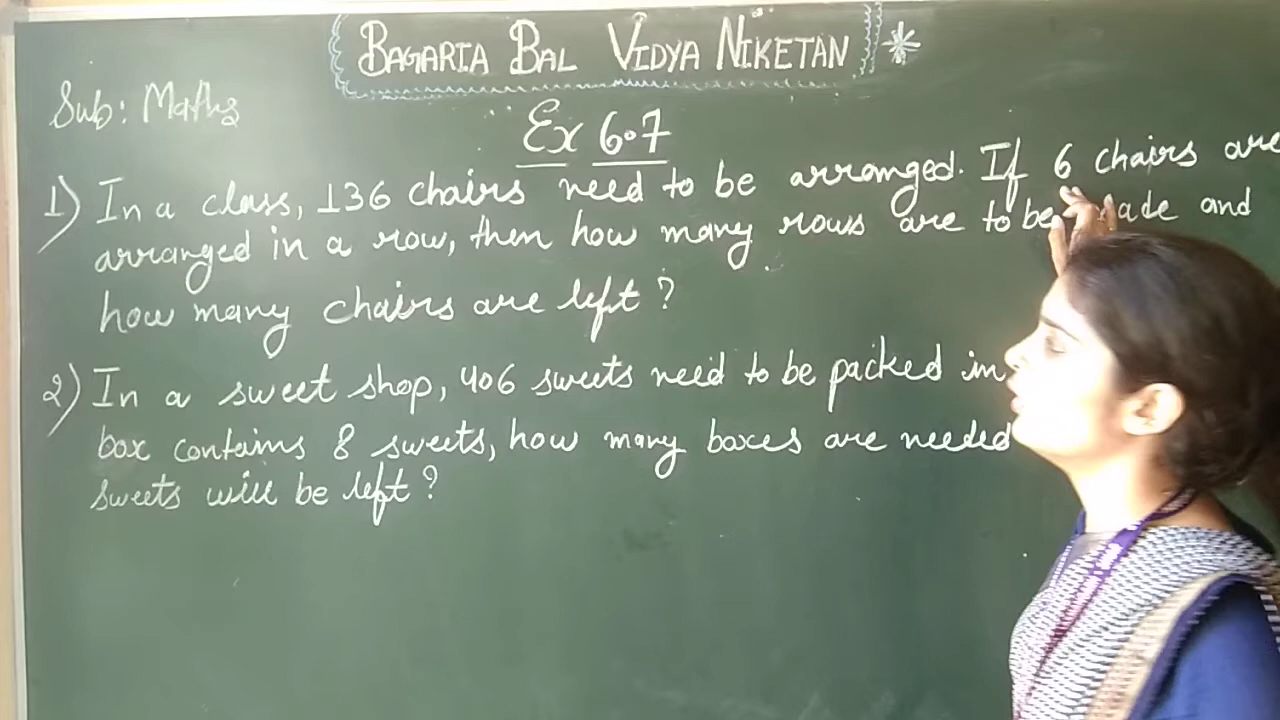 BAGARIA BAL VIDYA NIKETAN
Sub: Maths
Ex 6.7
1) In a class, 136 chairs need to be arranged. If 6 chairs are
arranged in a row, then how many rows are to be and
how many chairs are left?
2) In a sweet shop, 406 sweets need to be packed in
box contains 8 sweets, how many boxes are needed
sweets will be left?